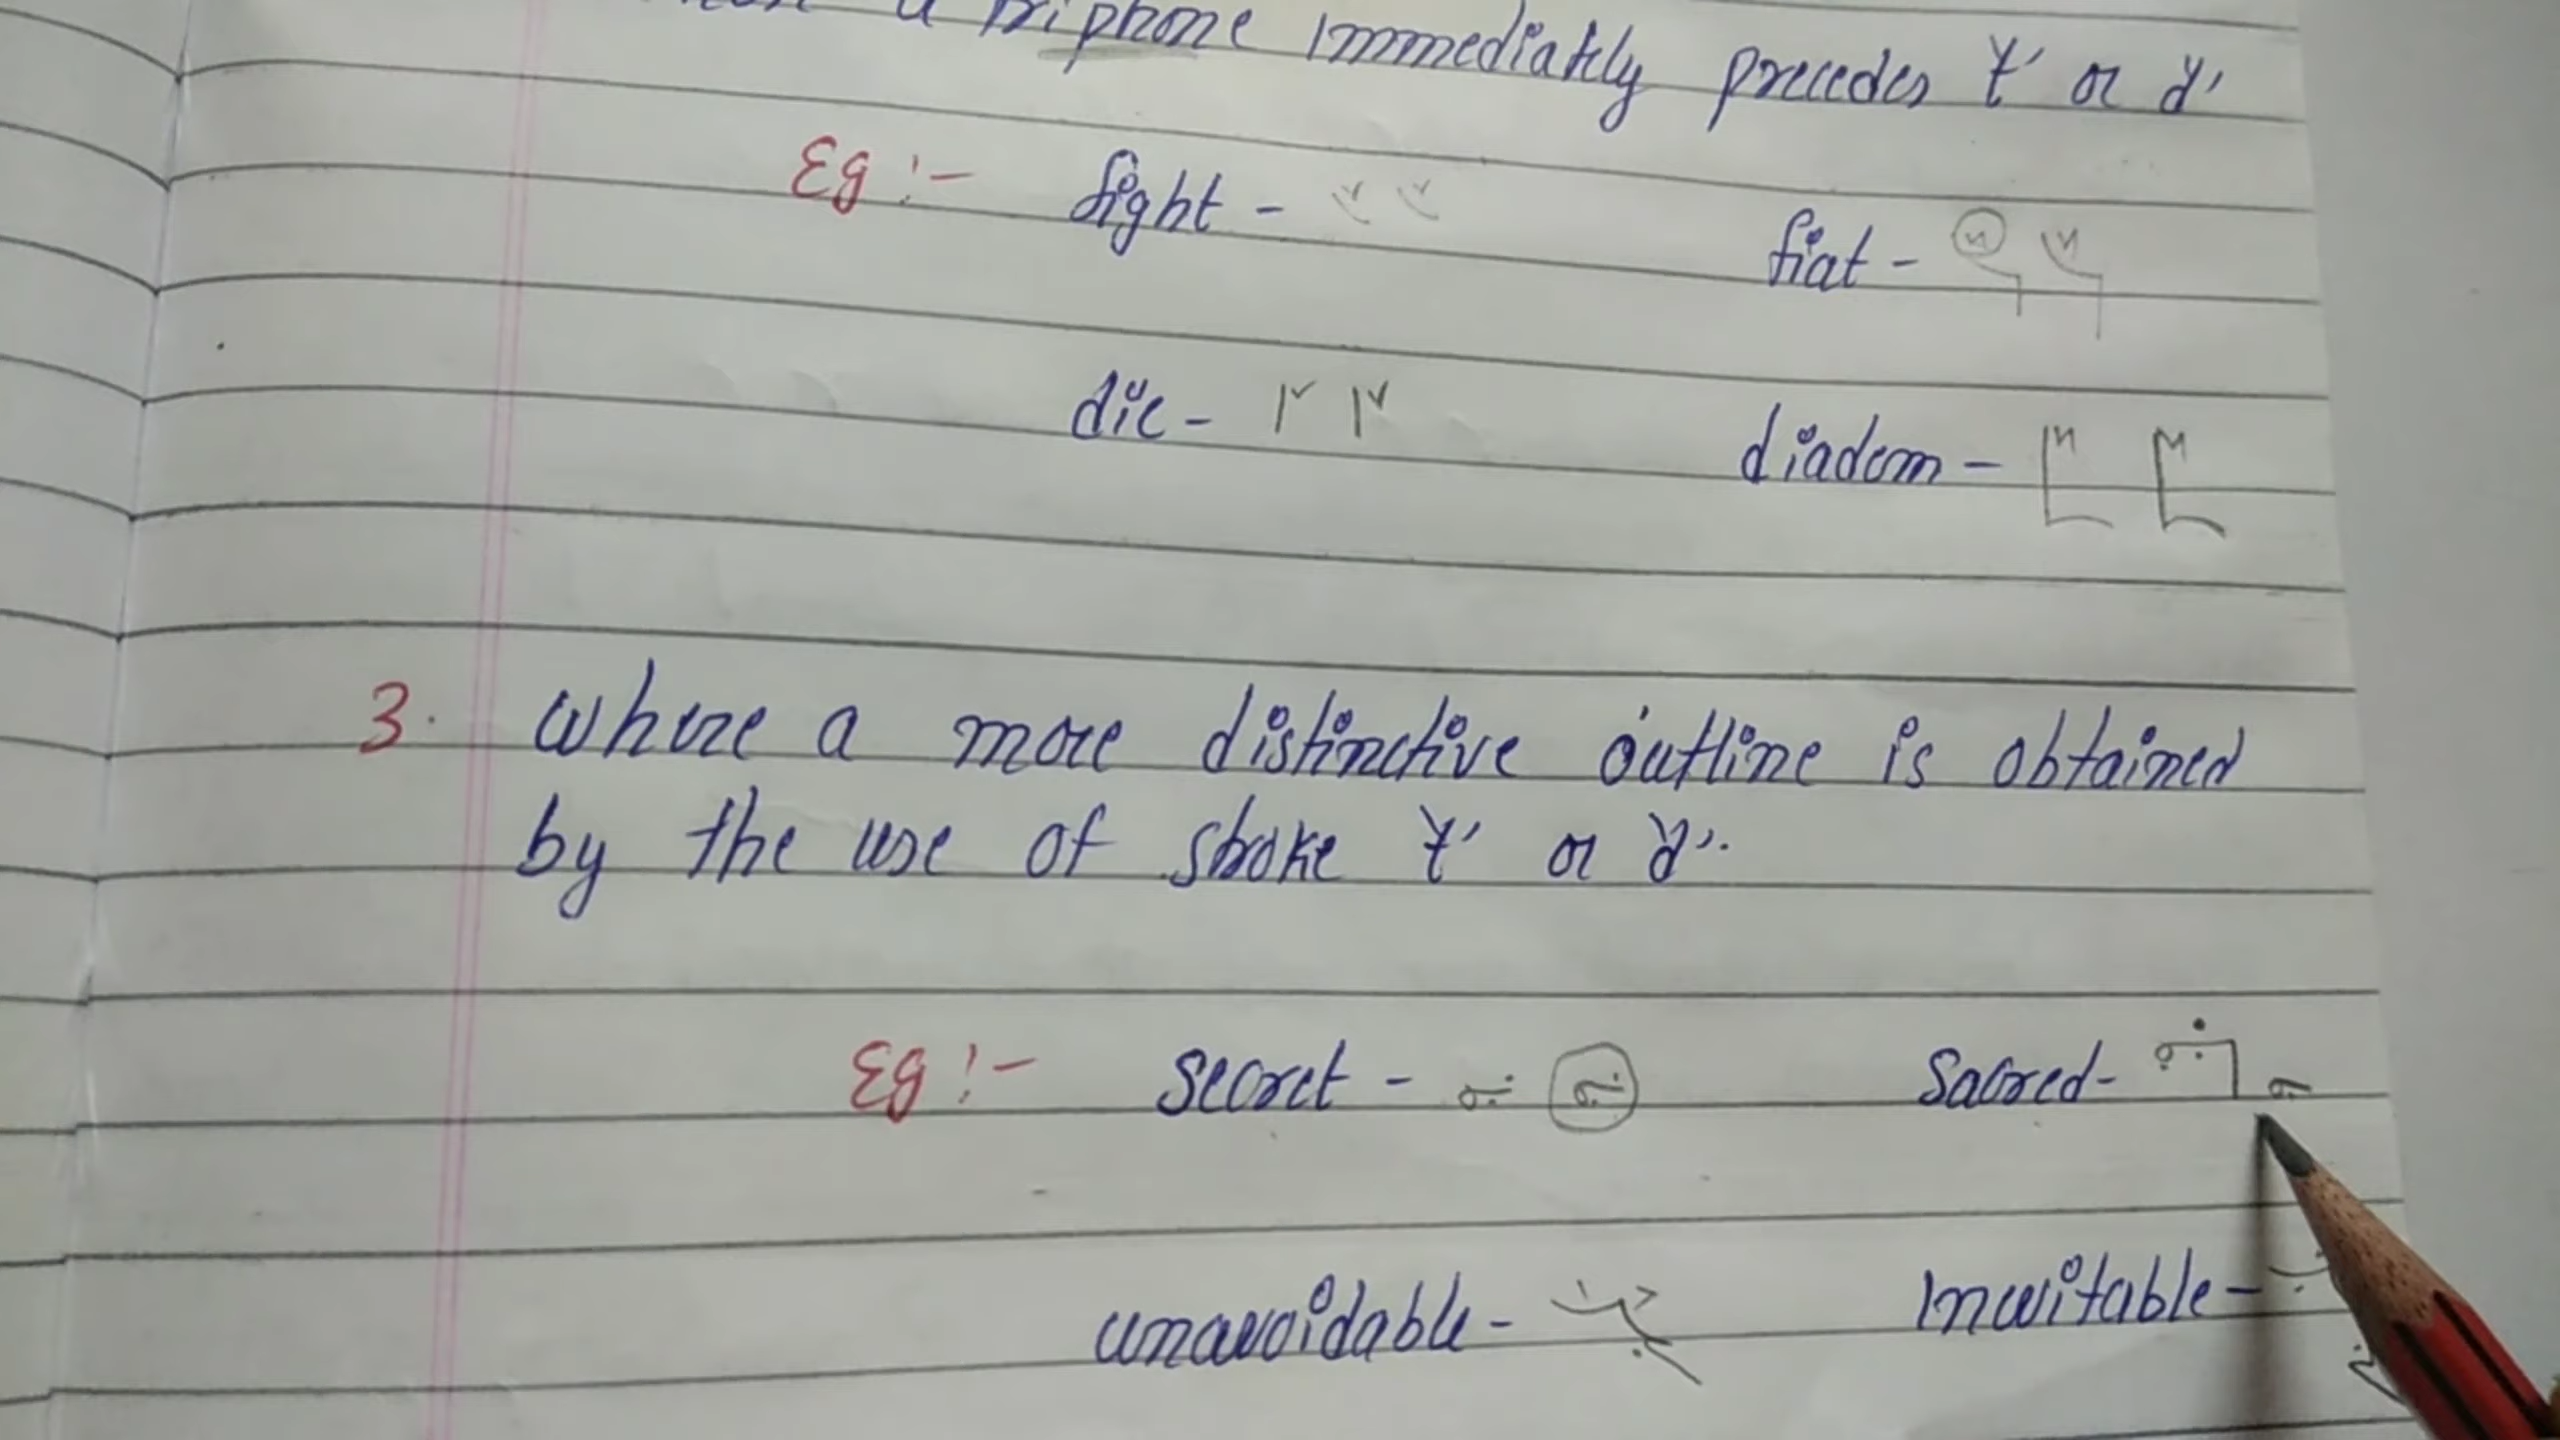 a triphone immediately precedes 't' or 'd'
Eg :- fight - fiat -
die - diadem -
3. Where a more distinctive outline is obtained
by the use of stroke 't' or 'd'.
Eg :- Secret - Sacred -
unavoidable - Inevitable -